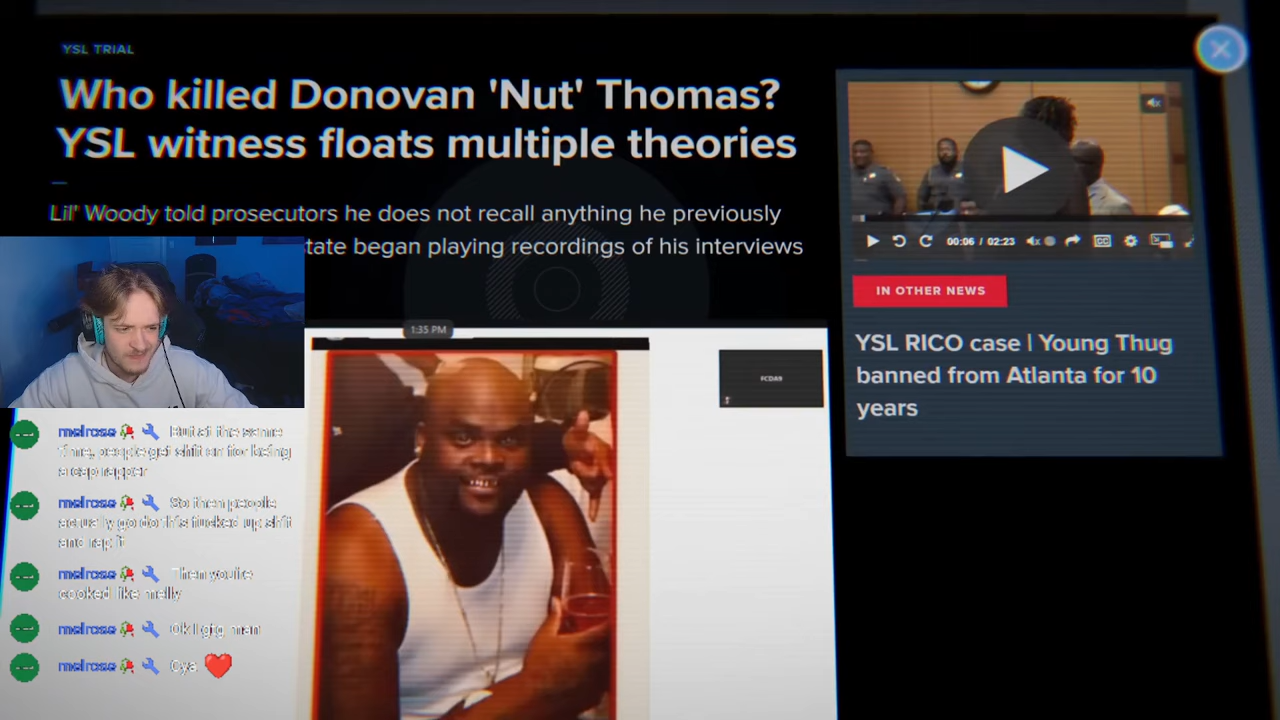 YSL TRIAL
Who killed Donovan 'Nut' Thomas?
YSL witness floats multiple theories
Lil' Woody told prosecutors he does not recall anything he previously
state began playing recordings of his interviews
00:06 / 02:23
CC
IN OTHER NEWS
YSL RICO case | Young Thug
banned from Atlanta for 10
years
1:35 PM
FCDA9
melrose But at the same
time, people get shit on for being
a cap rapper
melrose So then people
actually go do this fucked up shit
and rap it
melrose Then you're
cooked like melly
melrose Ok I gtg man
melrose Cya